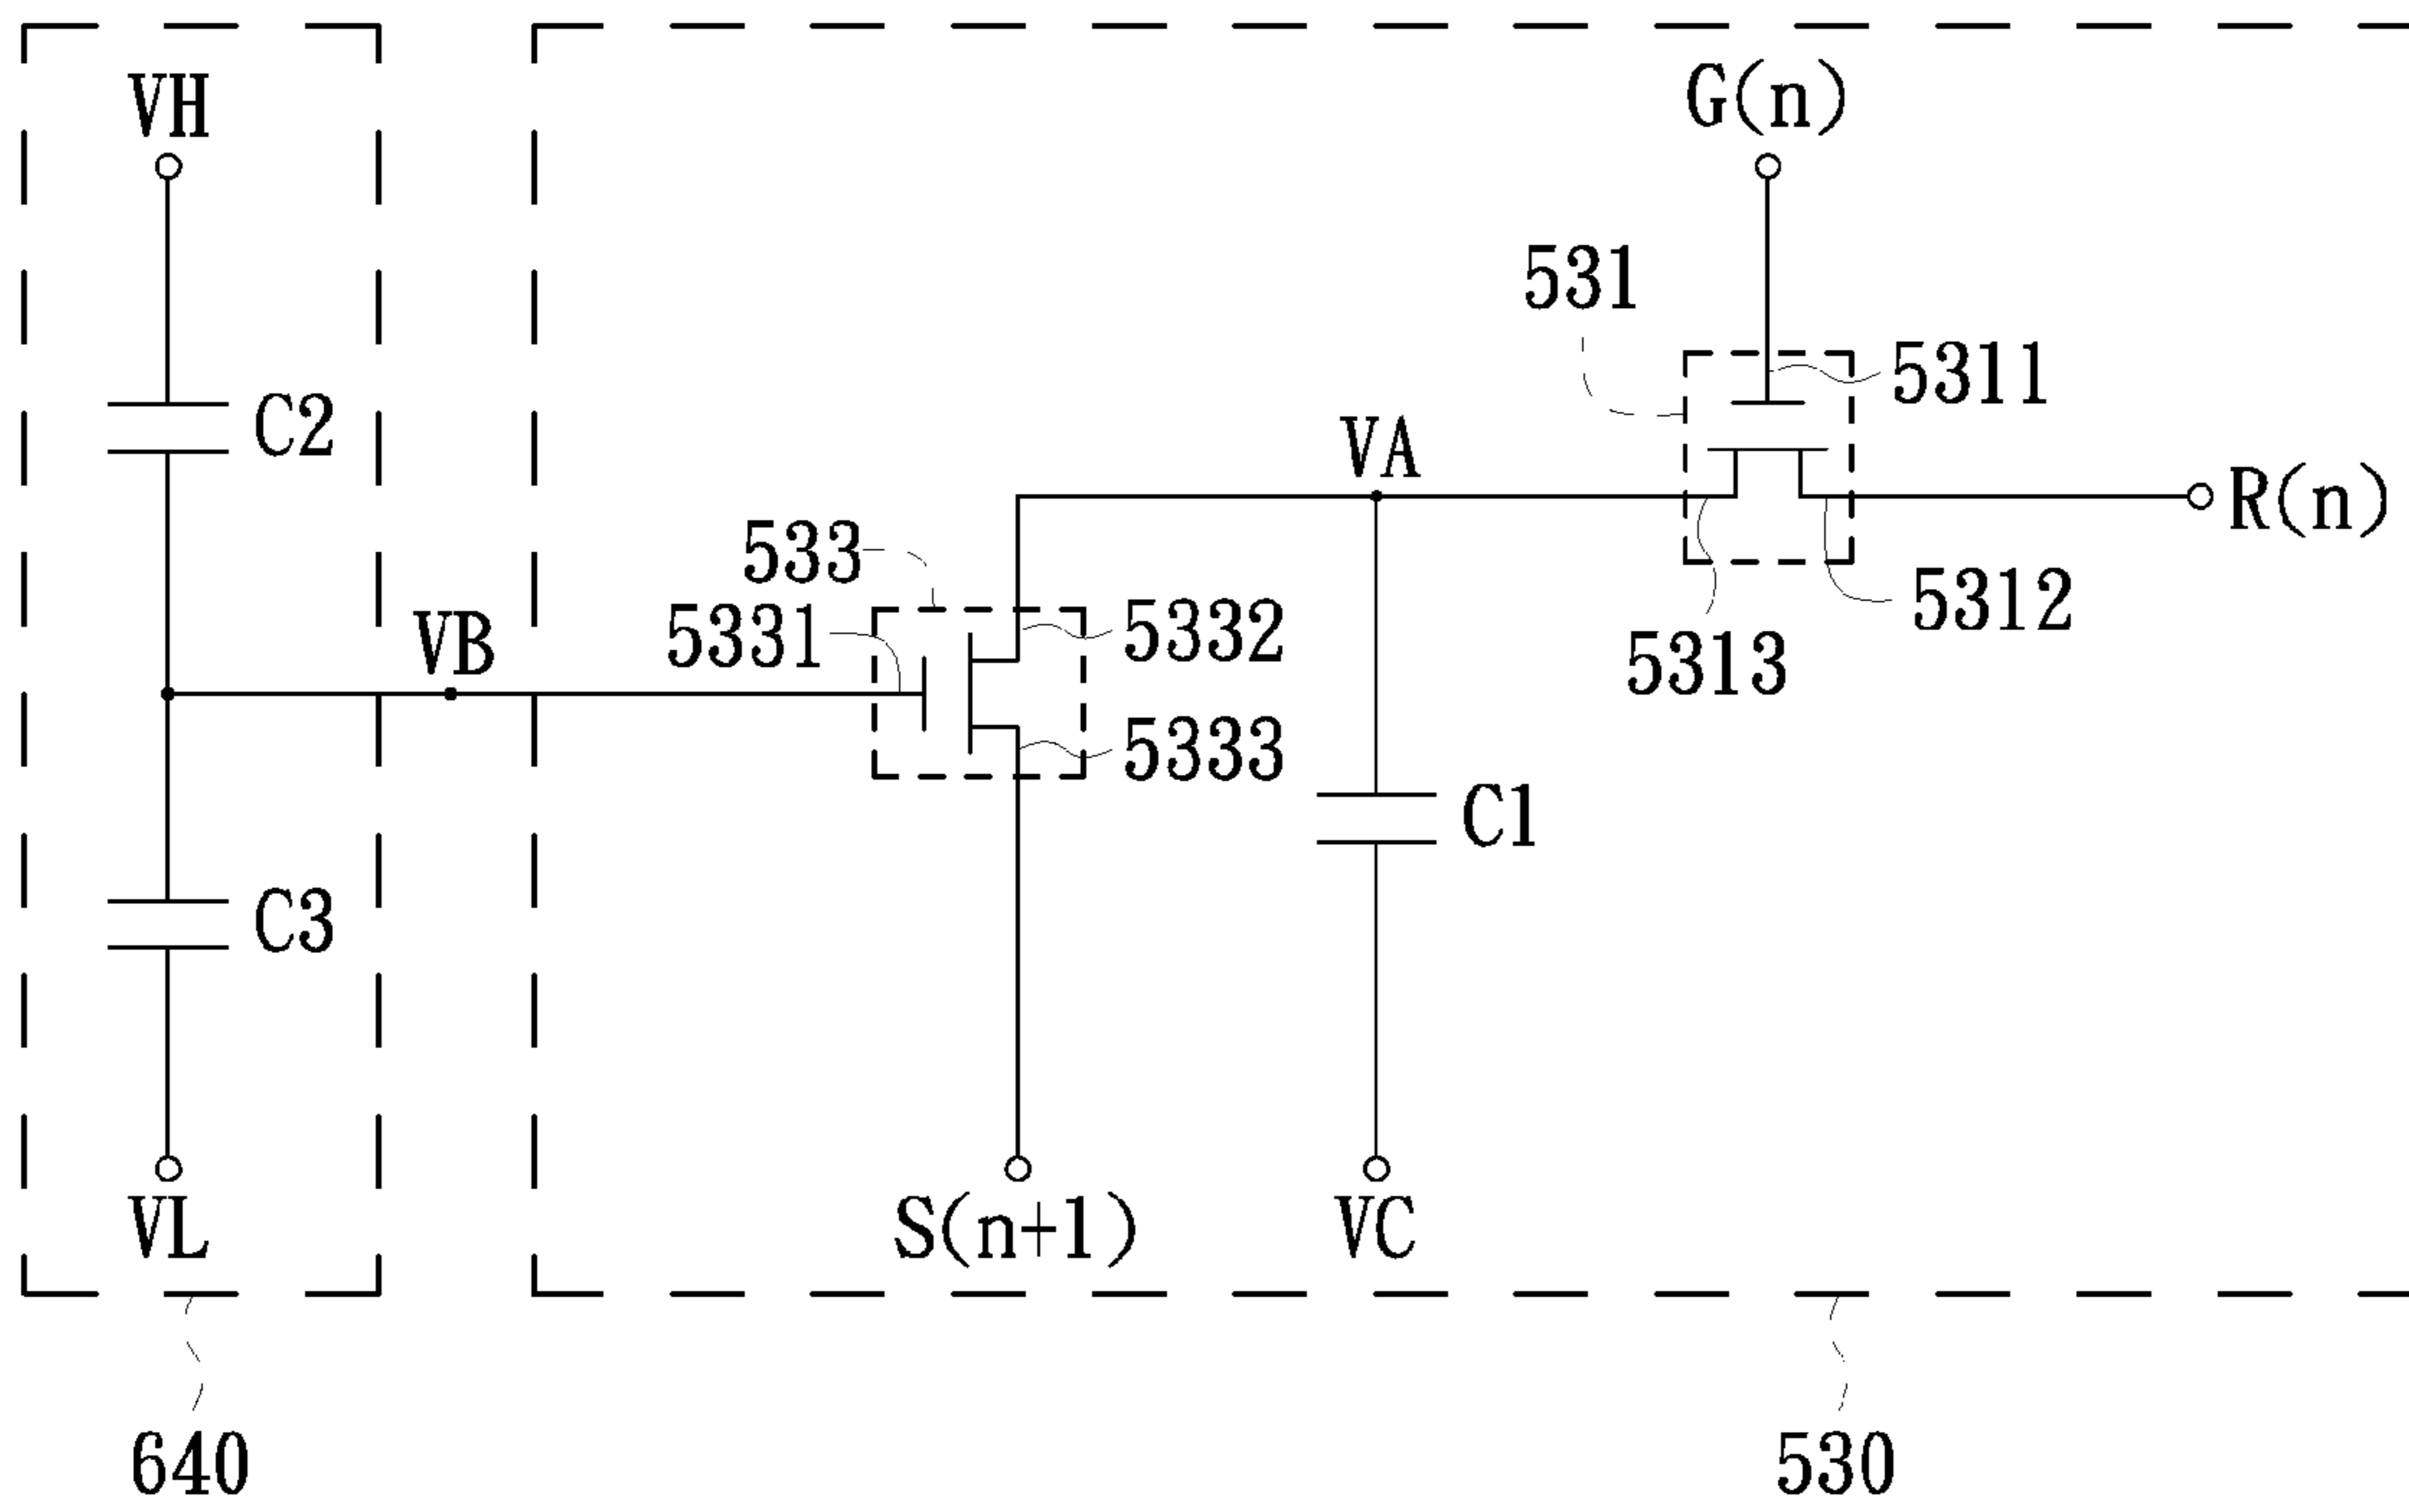 VH
G(n)
531
5311
C2
VA
R(n)
533
5312
5331
VB
5332
5313
5333
C1
C3
VL
S(n+1)
VC
640
530